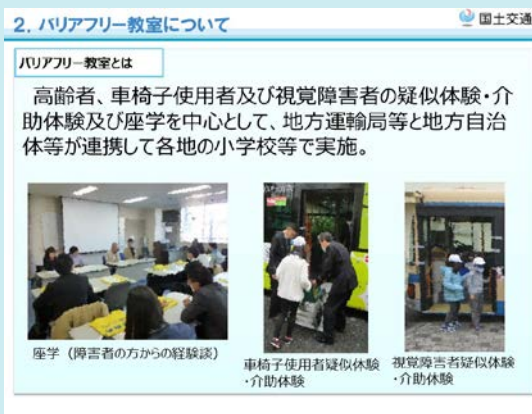 2. バリアフリー教室について
国土交通
バリアフリー教室とは
高齢者、車椅子使用者及び視覚障害者の疑似体験・介
助体験及び座学を中心として、地方運輸局等と地方自治
体等が連携して各地の小学校等で実施。
座学（障害者の方からの経験談）
車椅子使用者疑似体験
・介助体験
視覚障害者疑似体験
・介助体験